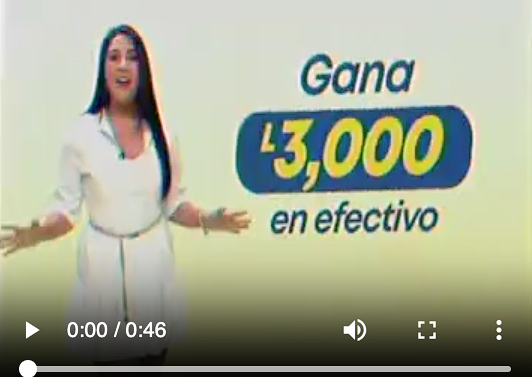 Gana
L3,000
en efectivo
0:00 / 0:46